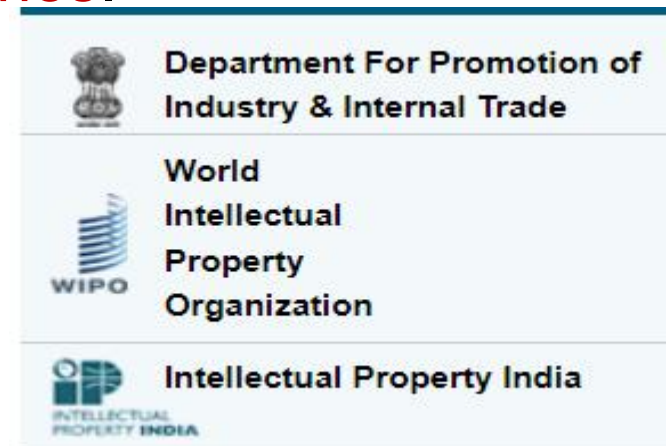 Department For Promotion of
Industry & Internal Trade
World
Intellectual
Property
Organization
WIPO
Intellectual Property India
INTELLECTUAL
PROPERTY INDIA